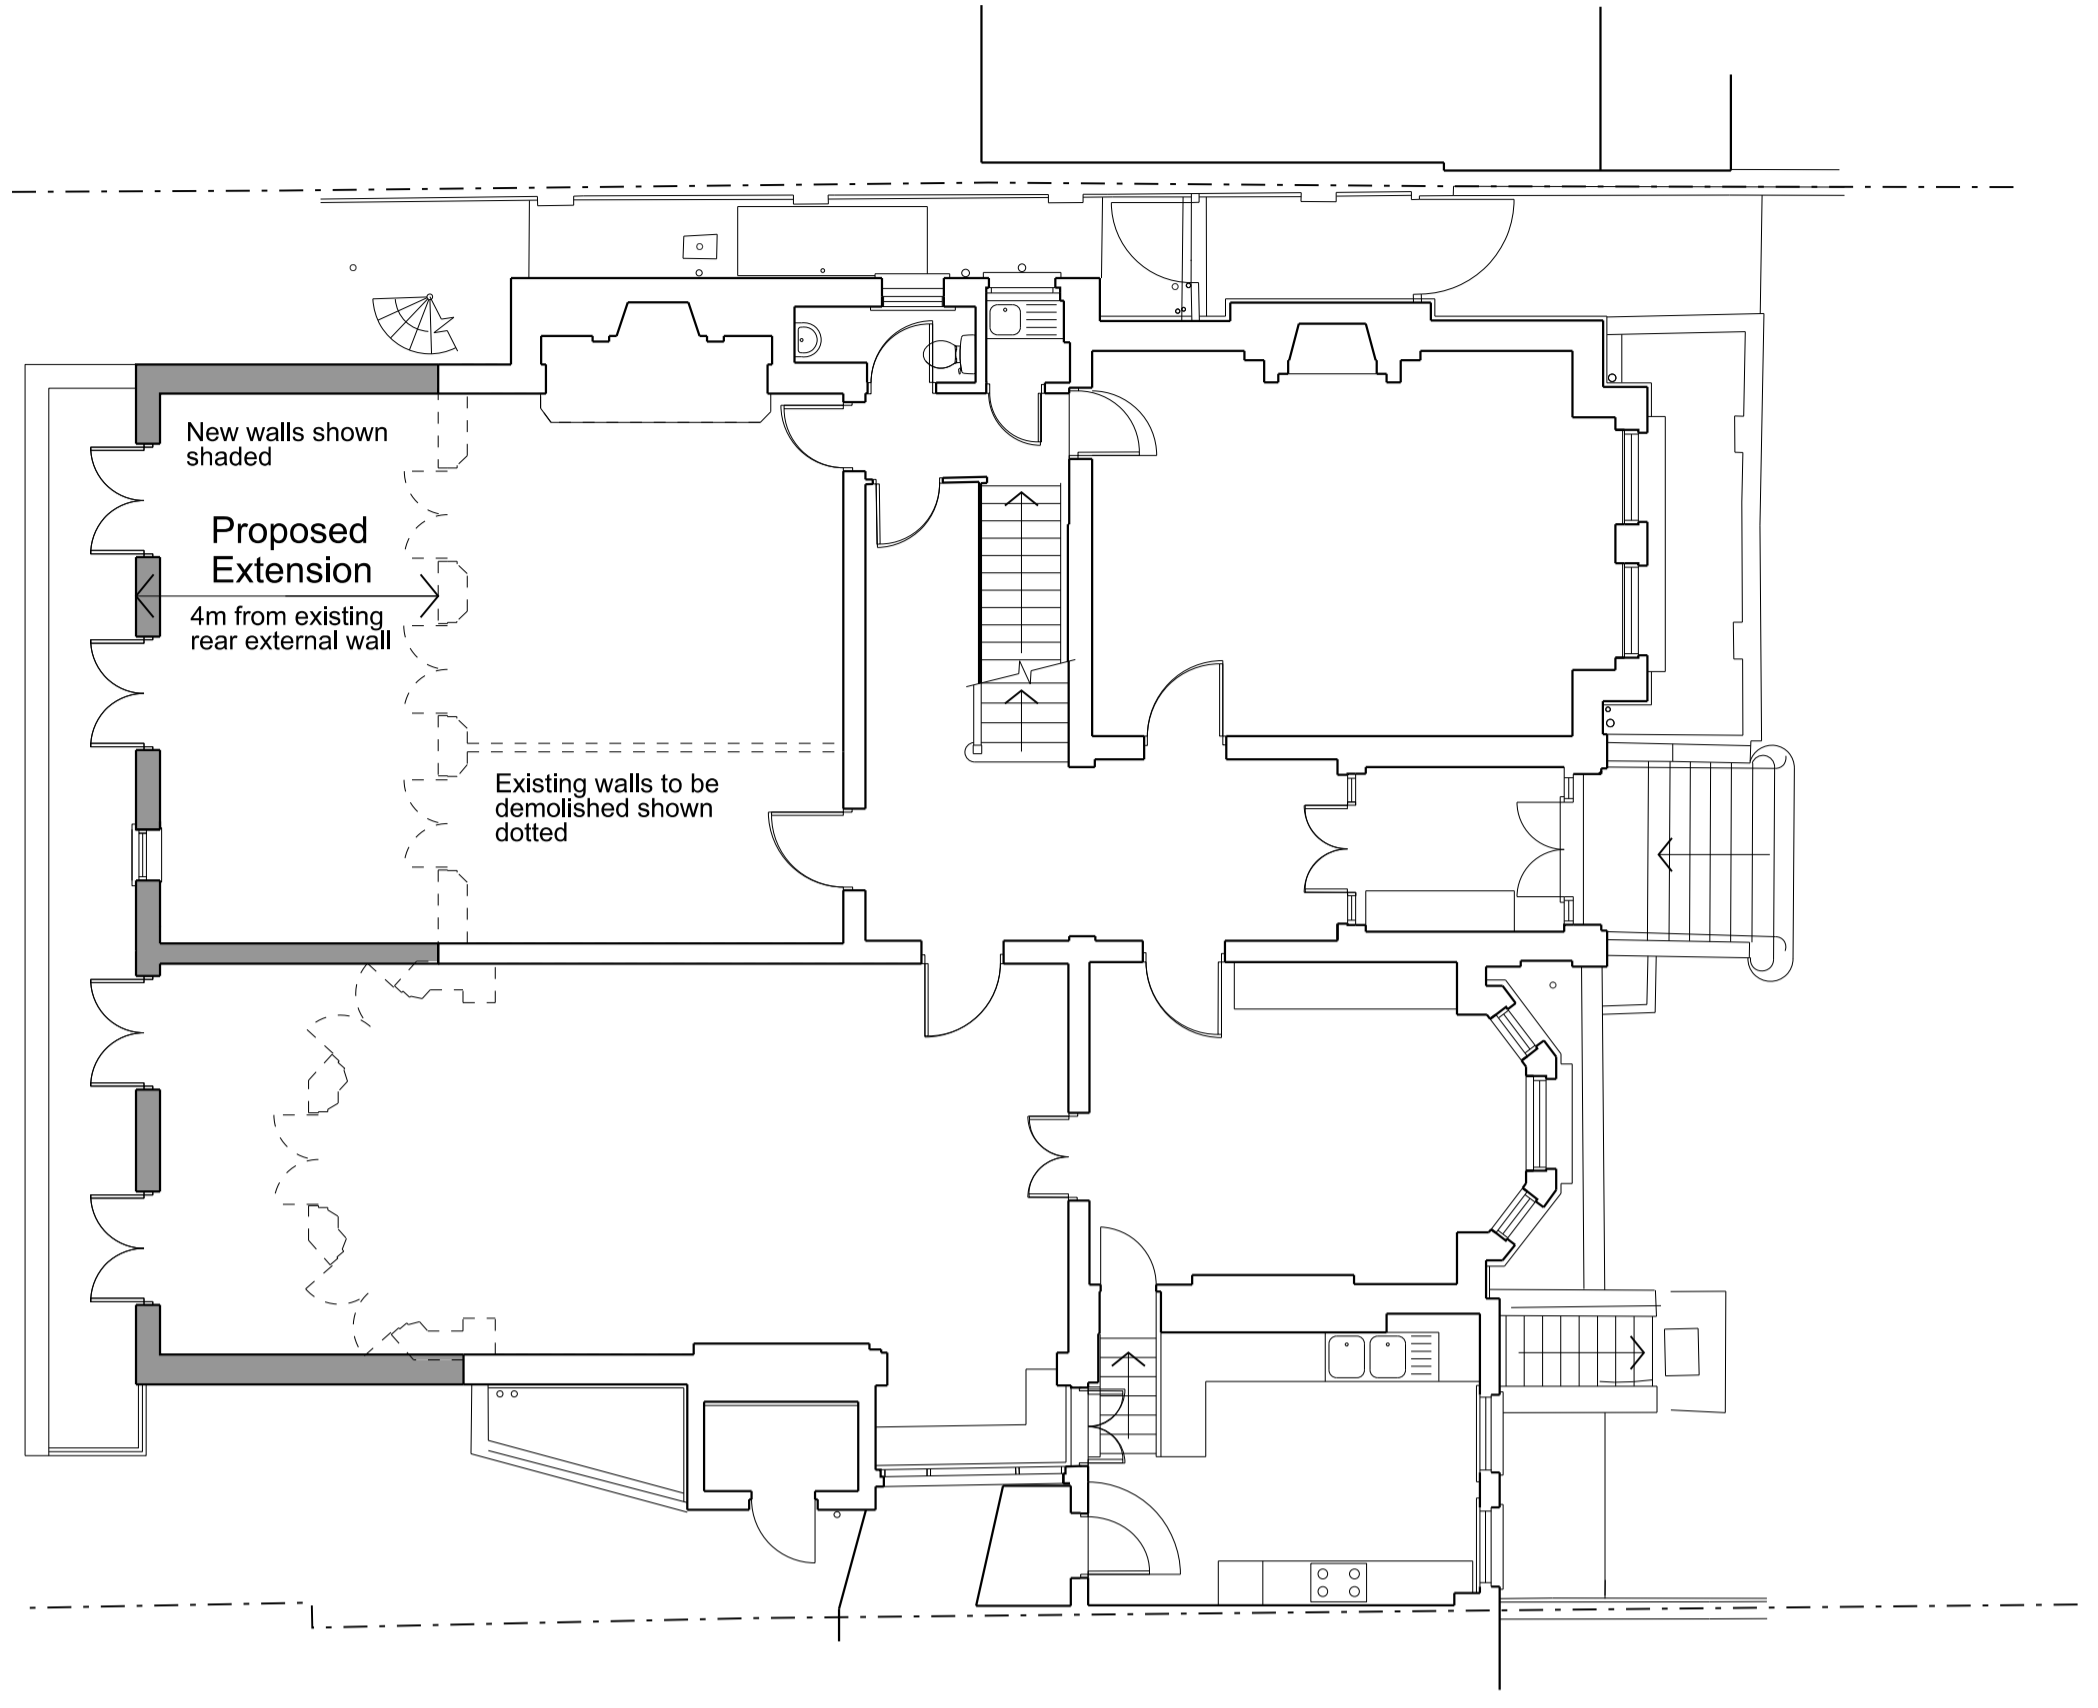 New walls shown
shaded
Proposed
Extension
4m from existing
rear external wall
Existing walls to be
demolished shown
dotted